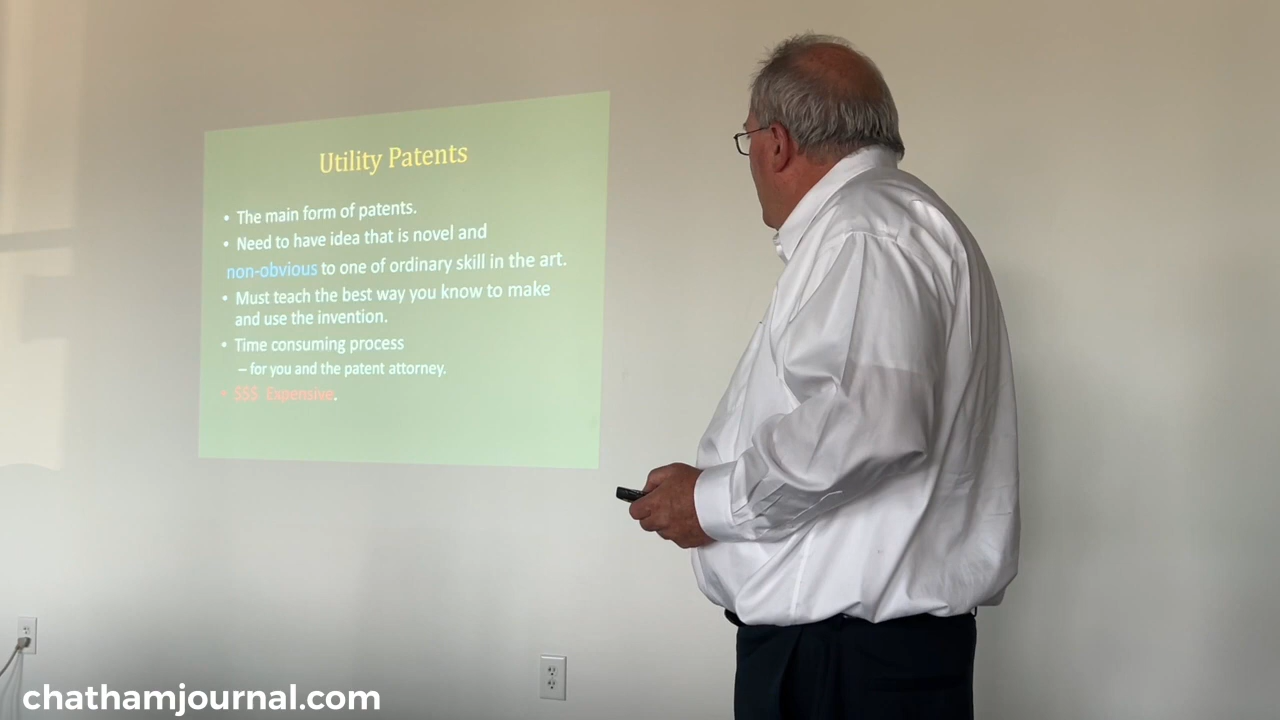 Utility Patents
• The main form of patents.
• Need to have idea that is novel and
non-obvious to one of ordinary skill in the art.
• Must teach the best way you know to make
and use the invention.
• Time consuming process
– for you and the patent attorney.
• $$$ Expensive.
chathamjournal.com